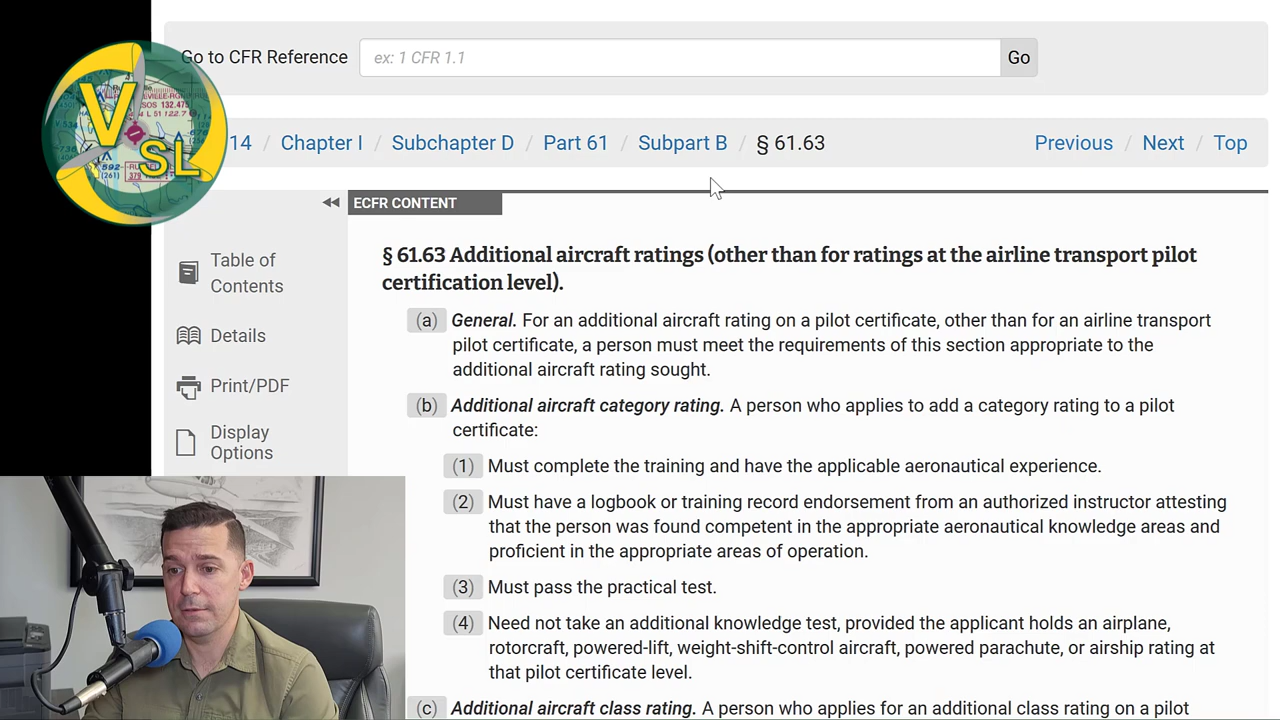 Go to CFR Reference
ex: 1 CFR 1.1
Go
14 / Chapter I / Subchapter D / Part 61 / Subpart B / § 61.63
Previous / Next / Top
V
SL
SOS 132.475
ECFR CONTENT
Table of
Contents
Details
Print/PDF
Display
Options
§ 61.63 Additional aircraft ratings (other than for ratings at the airline transport pilot
certification level).
(a) General. For an additional aircraft rating on a pilot certificate, other than for an airline transport
pilot certificate, a person must meet the requirements of this section appropriate to the
additional aircraft rating sought.
(b) Additional aircraft category rating. A person who applies to add a category rating to a pilot
certificate:
(1) Must complete the training and have the applicable aeronautical experience.
(2) Must have a logbook or training record endorsement from an authorized instructor attesting
that the person was found competent in the appropriate aeronautical knowledge areas and
proficient in the appropriate areas of operation.
(3) Must pass the practical test.
(4) Need not take an additional knowledge test, provided the applicant holds an airplane,
rotorcraft, powered-lift, weight-shift-control aircraft, powered parachute, or airship rating at
that pilot certificate level.
(c) Additional aircraft class rating. A person who applies for an additional class rating on a pilot